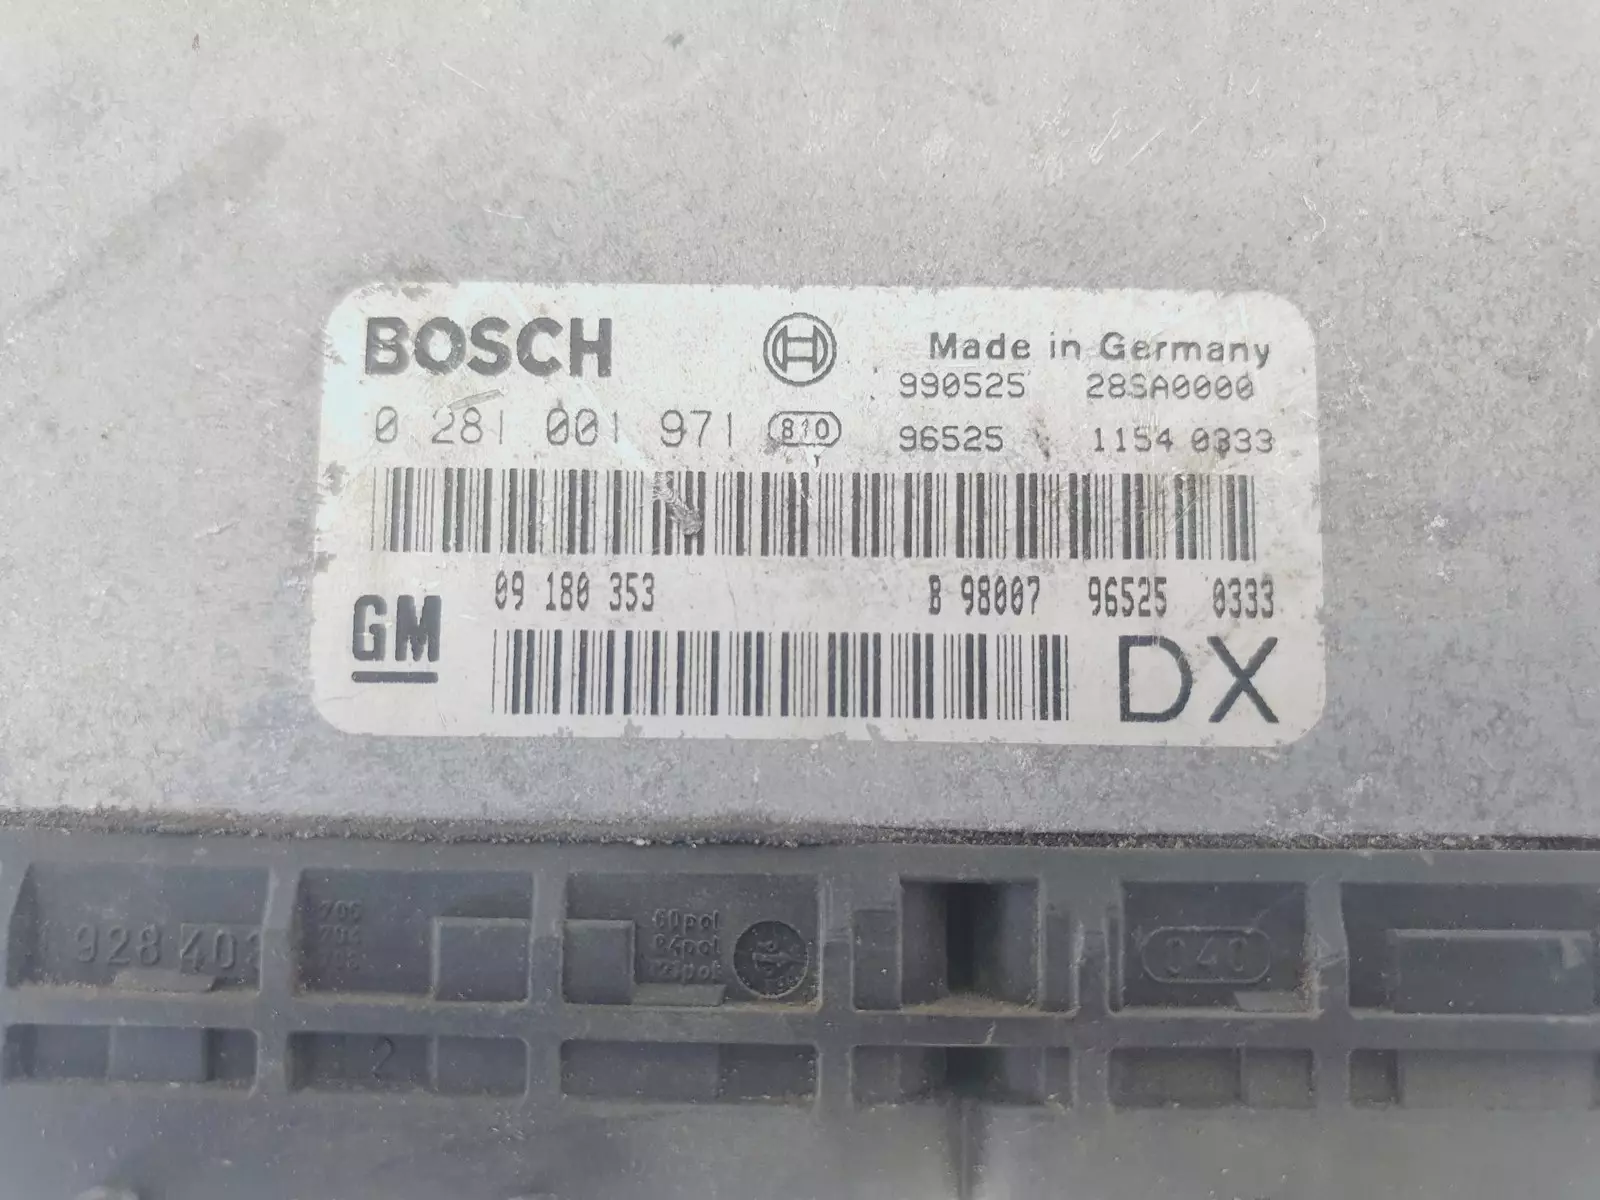 BOSCH Made in Germany
990525 28SA0000
0 281 001 971 810 96525 1154 0333
09 180 353 B 98007 96525 0333
GM DX
928 40
60pol
040
2